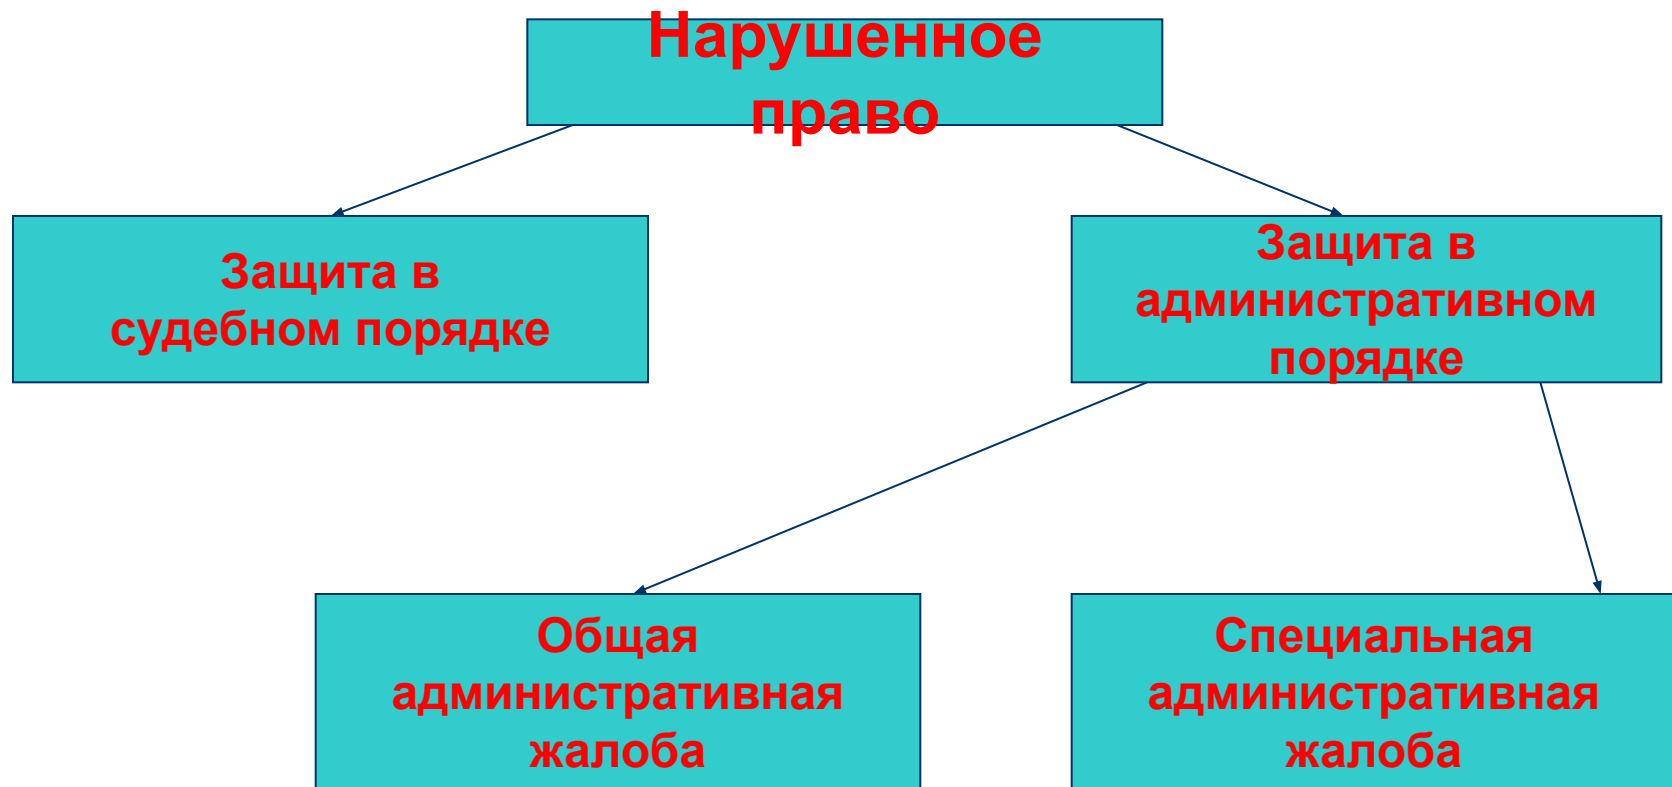 Нарушенное
право
Защита в
судебном порядке
Защита в
административном
порядке
Общая
административная
жалоба
Специальная
административная
жалоба